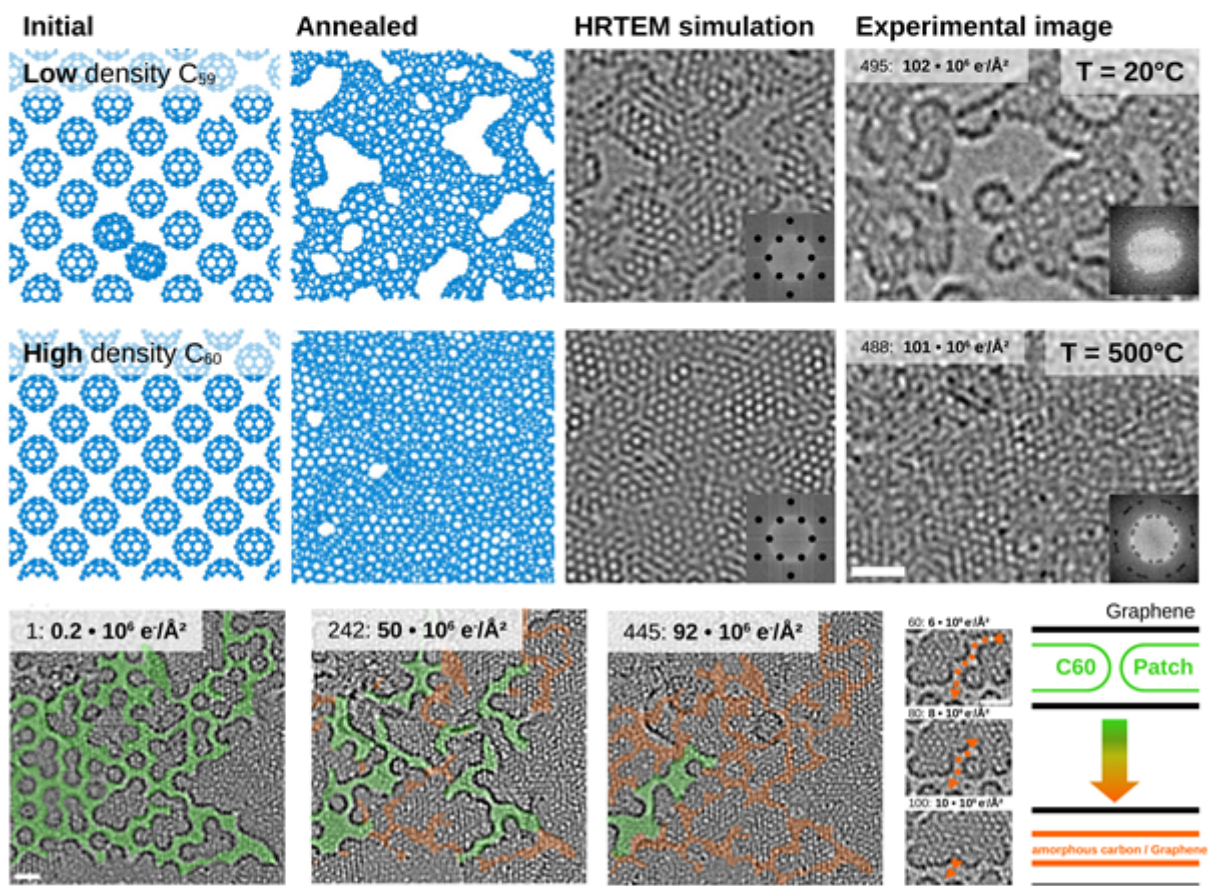 Initial
Annealed
HRTEM simulation
Experimental image
Low density C₅₉
495: 102 • 10⁶ e⁻/Å²
T = 20°C
High density C₆₀
488: 101 • 10⁶ e⁻/Å²
T = 500°C
1: 0.2 • 10⁶ e⁻/Å²
242: 50 • 10⁶ e⁻/Å²
445: 92 • 10⁶ e⁻/Å²
60: 6 • 10⁶ e⁻/Å²
80: 8 • 10⁶ e⁻/Å²
100: 10 • 10⁶ e⁻/Å²
Graphene
C60
Patch
amorphous carbon / Graphene